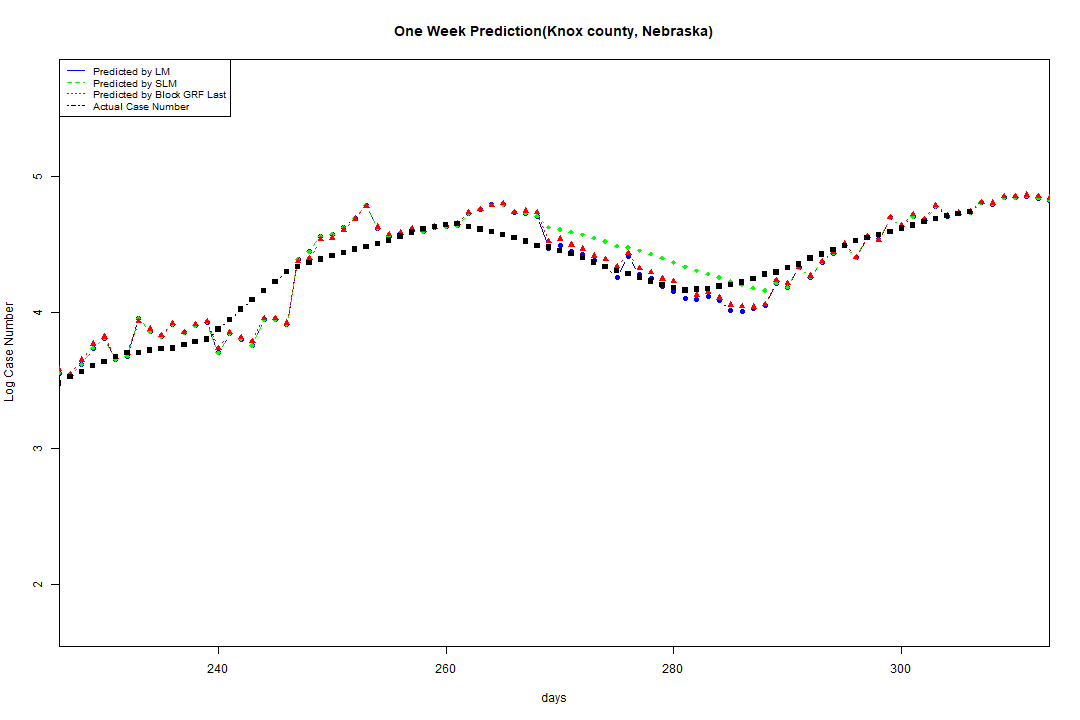 One Week Prediction(Knox county, Nebraska)
Predicted by LM
Predicted by SLM
Predicted by Block GRF Last
Actual Case Number
5
4
3
2
Log Case Number
240 260 280 300
days